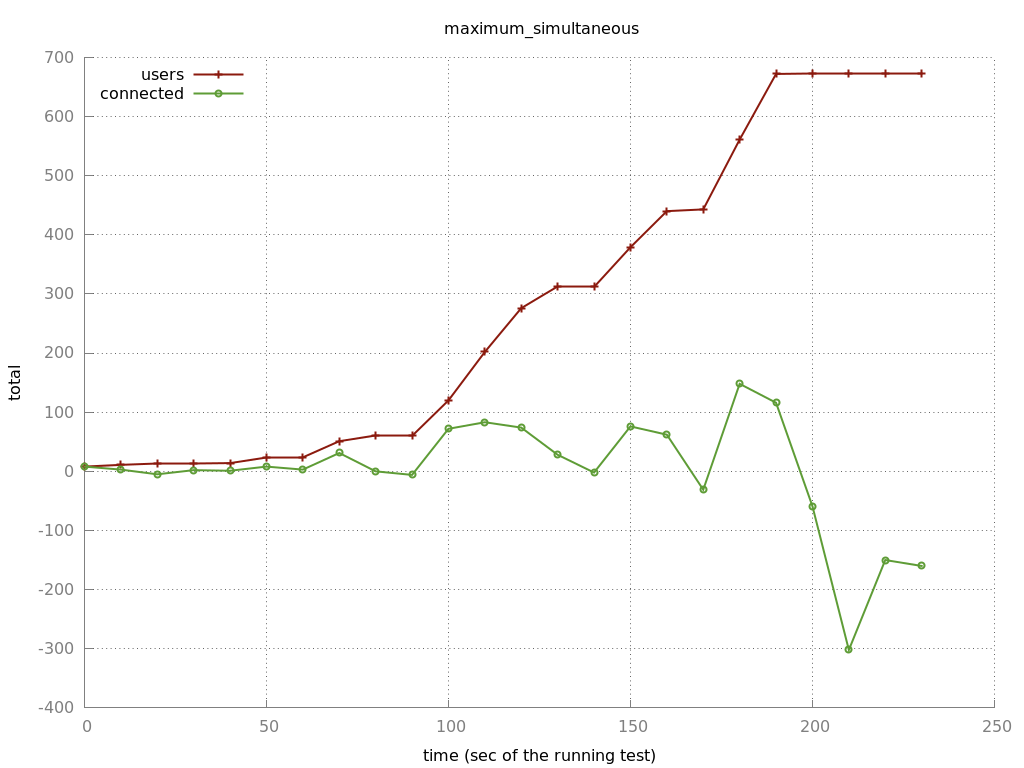 maximum_simultaneous
users
connected
700
600
500
400
300
200
100
0
-100
-200
-300
-400
total
0 50 100 150 200 250
time (sec of the running test)